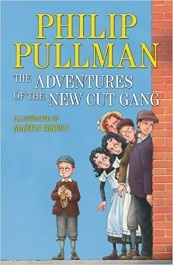 PHILIP
PULLMAN
THE ADVENTURES
OF THE NEW CUT GANG
ILLUSTRATED BY
MARTIN BROWN